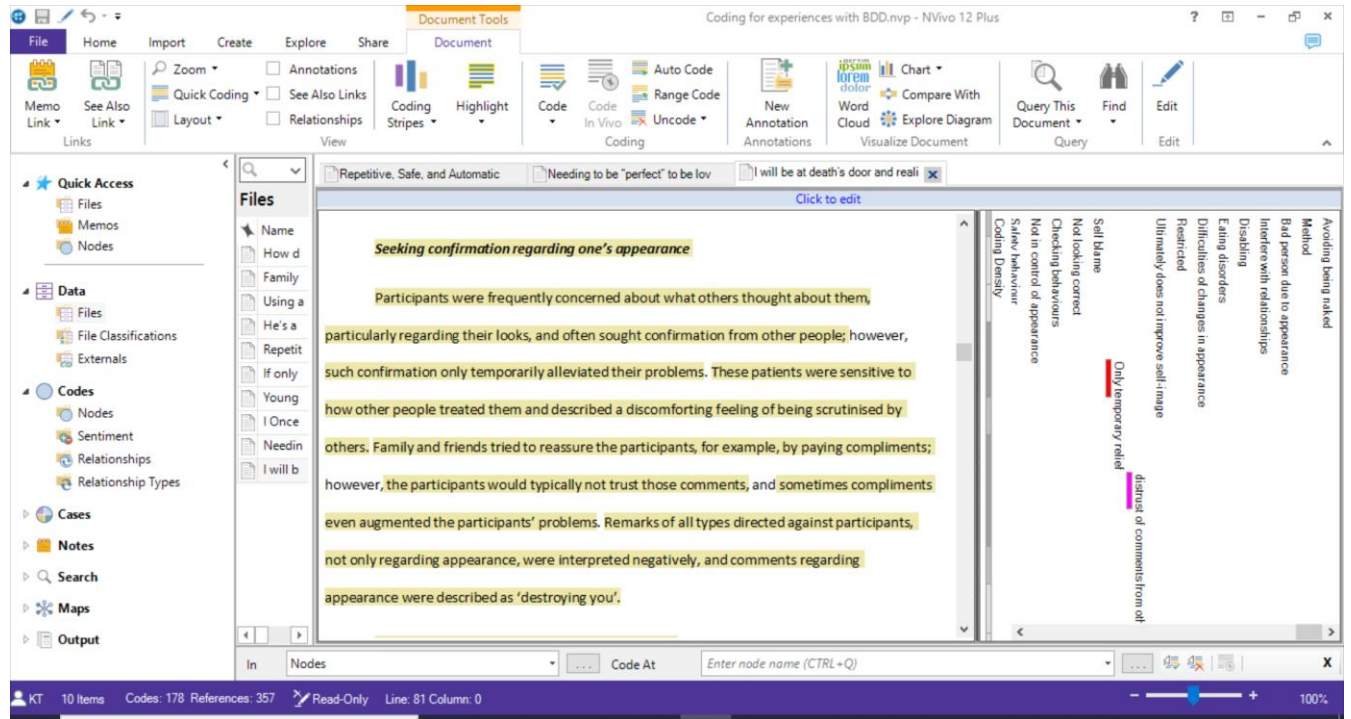 Document Tools
Coding for experiences with BDD.nvp - NVivo 12 Plus
?
File Home Import Create Explore Share Document
Memo Link
See Also Link
Zoom
Quick Coding
Layout
Annotations
See Also Links
Relationships
Coding Stripes
Highlight
Code
Code In Vivo
Auto Code
Range Code
Uncode
New Annotation
ipsum lorem dolor
Word Cloud
Chart
Compare With
Explore Diagram
Query This Document
Find
Edit
Links View Coding Annotations Visualize Document Query Edit
Quick Access
Files
Memos
Nodes
Data
Files
File Classifications
Externals
Codes
Nodes
Sentiment
Relationships
Relationship Types
Cases
Notes
Search
Maps
Output
Files
Name
How d
Family
Using a
He's a
Repetit
If only
Young
I Once
Needin
I will b
Repetitive, Safe, and Automatic
Needing to be "perfect" to be lov
I will be at death's door and reali x
Click to edit
Seeking confirmation regarding one's appearance
Participants were frequently concerned about what others thought about them,
particularly regarding their looks, and often sought confirmation from other people; however,
such confirmation only temporarily alleviated their problems. These patients were sensitive to
how other people treated them and described a discomforting feeling of being scrutinised by
others. Family and friends tried to reassure the participants, for example, by paying compliments;
however, the participants would typically not trust those comments, and sometimes compliments
even augmented the participants' problems. Remarks of all types directed against participants,
not only regarding appearance, were interpreted negatively, and comments regarding
appearance were described as 'destroying you'.
Coding Density
Safety behaviour
Not in control of appearance
Checking behaviours
Not looking correct
Self blame
Only temporary relief
distrust of comments from oth
Ultimately does not improve self-image
Restricted
Difficulties of changes in appearance
Eating disorders
Disabling
Interfere with relationships
Bad person due to appearance
Method
Avoiding being naked
In Nodes ... Code At Enter node name (CTRL+Q) ... X
KT 10 Items Codes: 178 References: 357 Read-Only Line: 81 Column: 0 - + 100%